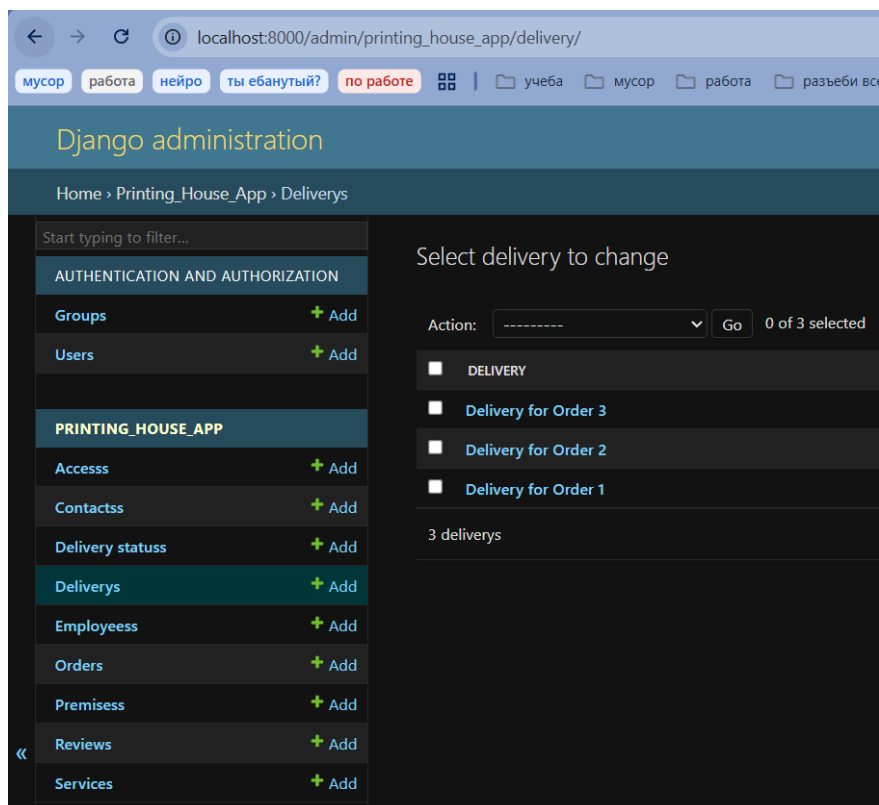 localhost:8000/admin/printing_house_app/delivery/
мусор работа нейро ты ебанутый? по работе учеба мусор работа разъеби все
Django administration
Home › Printing_House_App › Deliverys
Start typing to filter...
AUTHENTICATION AND AUTHORIZATION
Groups + Add
Users + Add
PRINTING_HOUSE_APP
Accesss + Add
Contactss + Add
Delivery statuss + Add
Deliverys + Add
Employeess + Add
Orders + Add
Premisess + Add
Reviews + Add
Services + Add
«
Select delivery to change
Action: --------- Go 0 of 3 selected
DELIVERY
Delivery for Order 3
Delivery for Order 2
Delivery for Order 1
3 deliverys